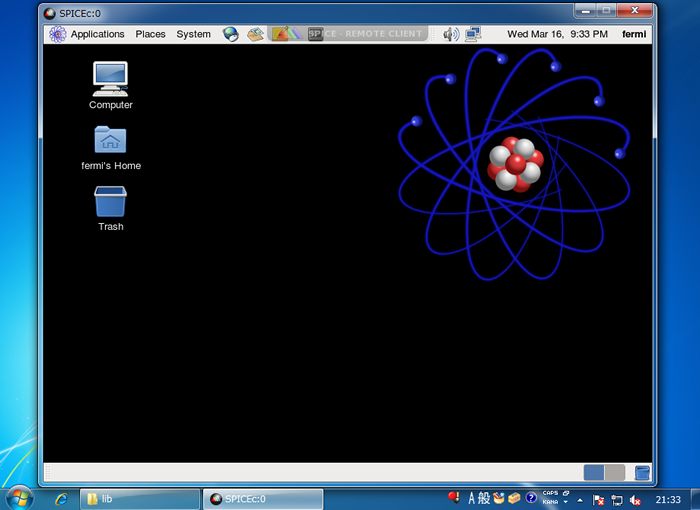 SPICEc:0
Applications Places System SPICE - REMOTE CLIENT Wed Mar 16, 9:33 PM fermi
Computer
fermi's Home
Trash
lib SPICEc:0 A 般 CAPS KANA 21:33